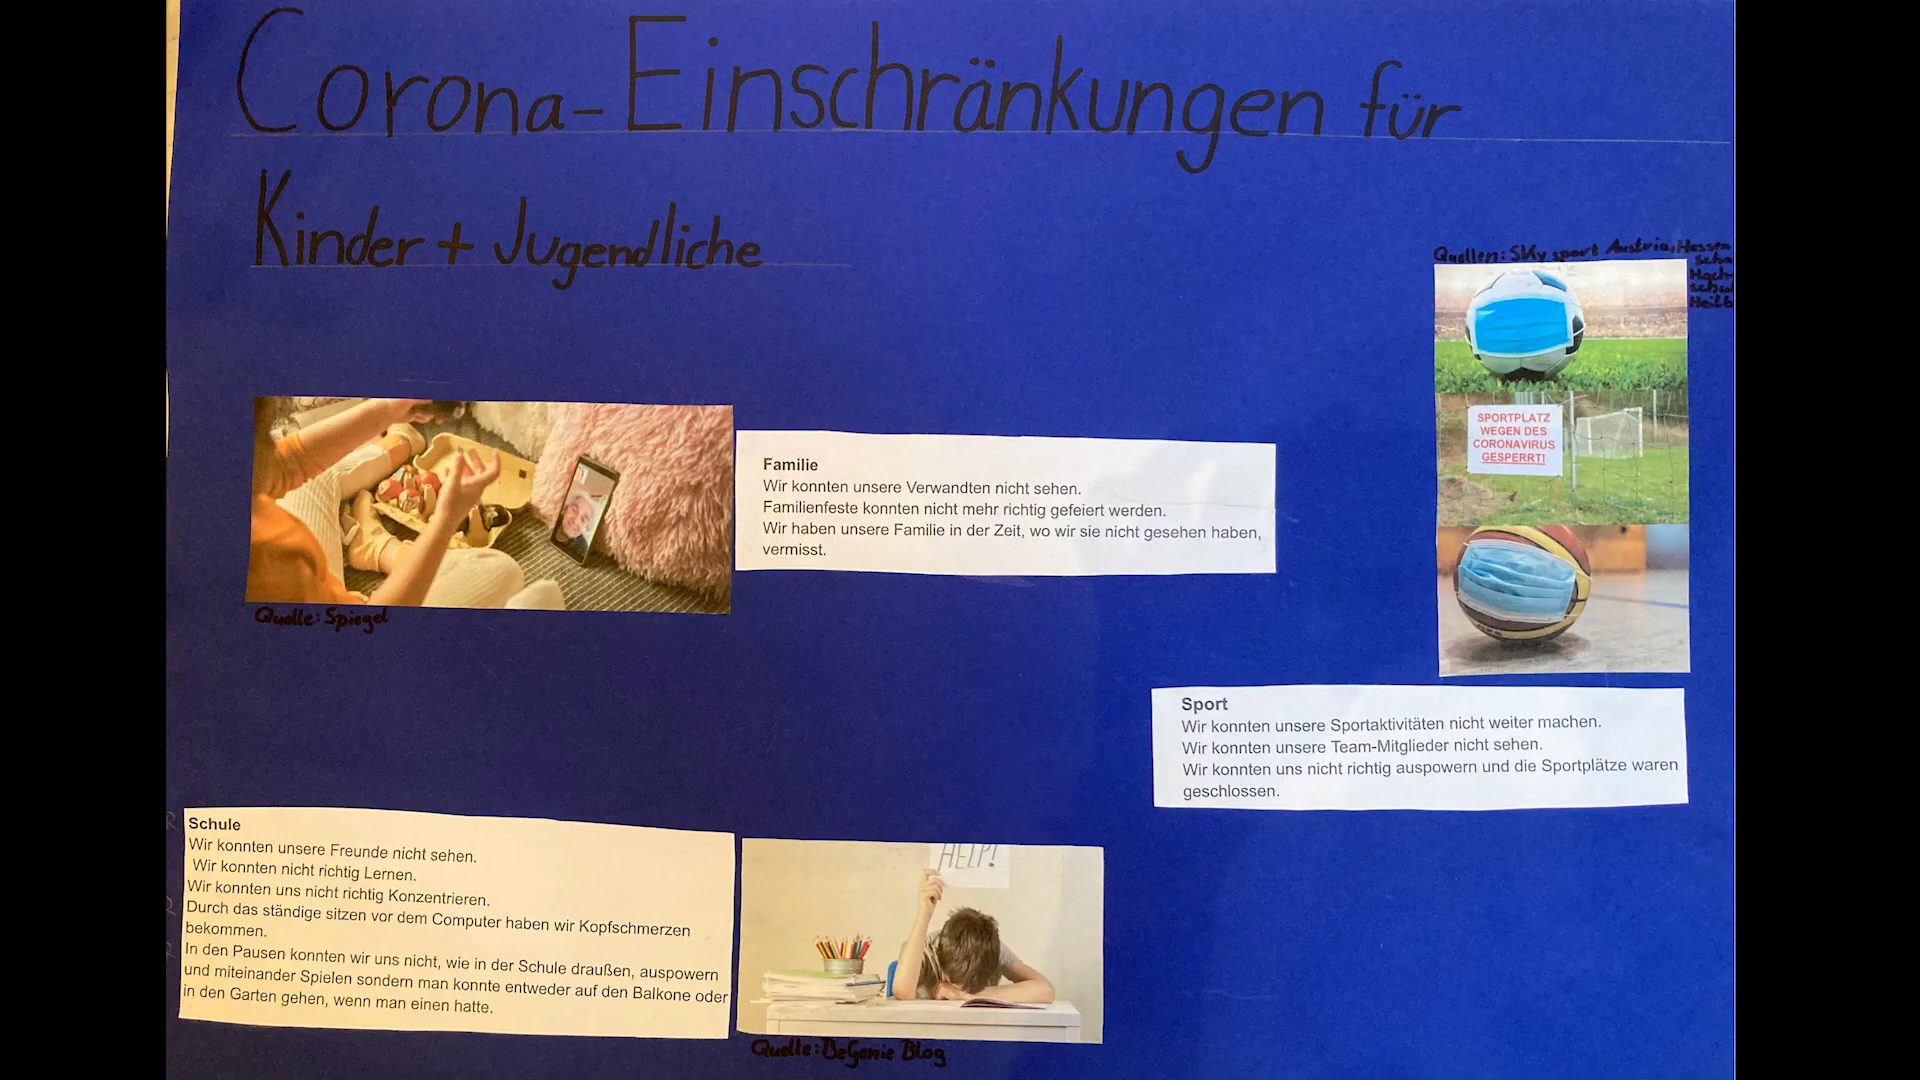 Corona-Einschränkungen für
Kinder + Jugendliche
Quellen: Sky sport Austria, Hessen
scha
Hoch-
schul
Heilb
SPORTPLATZ
WEGEN DES
CORONAVIRUS
GESPERRT!
Familie
Wir konnten unsere Verwandten nicht sehen.
Familienfeste konnten nicht mehr richtig gefeiert werden.
Wir haben unsere Familie in der Zeit, wo wir sie nicht gesehen haben,
vermisst.
Quelle: Spiegel
Sport
Wir konnten unsere Sportaktivitäten nicht weiter machen.
Wir konnten unsere Team-Mitglieder nicht sehen.
Wir konnten uns nicht richtig auspowern und die Sportplätze waren
geschlossen.
Schule
Wir konnten unsere Freunde nicht sehen.
Wir konnten nicht richtig Lernen.
Wir konnten uns nicht richtig Konzentrieren.
Durch das ständige sitzen vor dem Computer haben wir Kopfschmerzen
bekommen.
In den Pausen konnten wir uns nicht, wie in der Schule draußen, auspowern
und miteinander Spielen sondern man konnte entweder auf den Balkone oder
in den Garten gehen, wenn man einen hatte.
HELP!
Quelle: BeGenie Blog